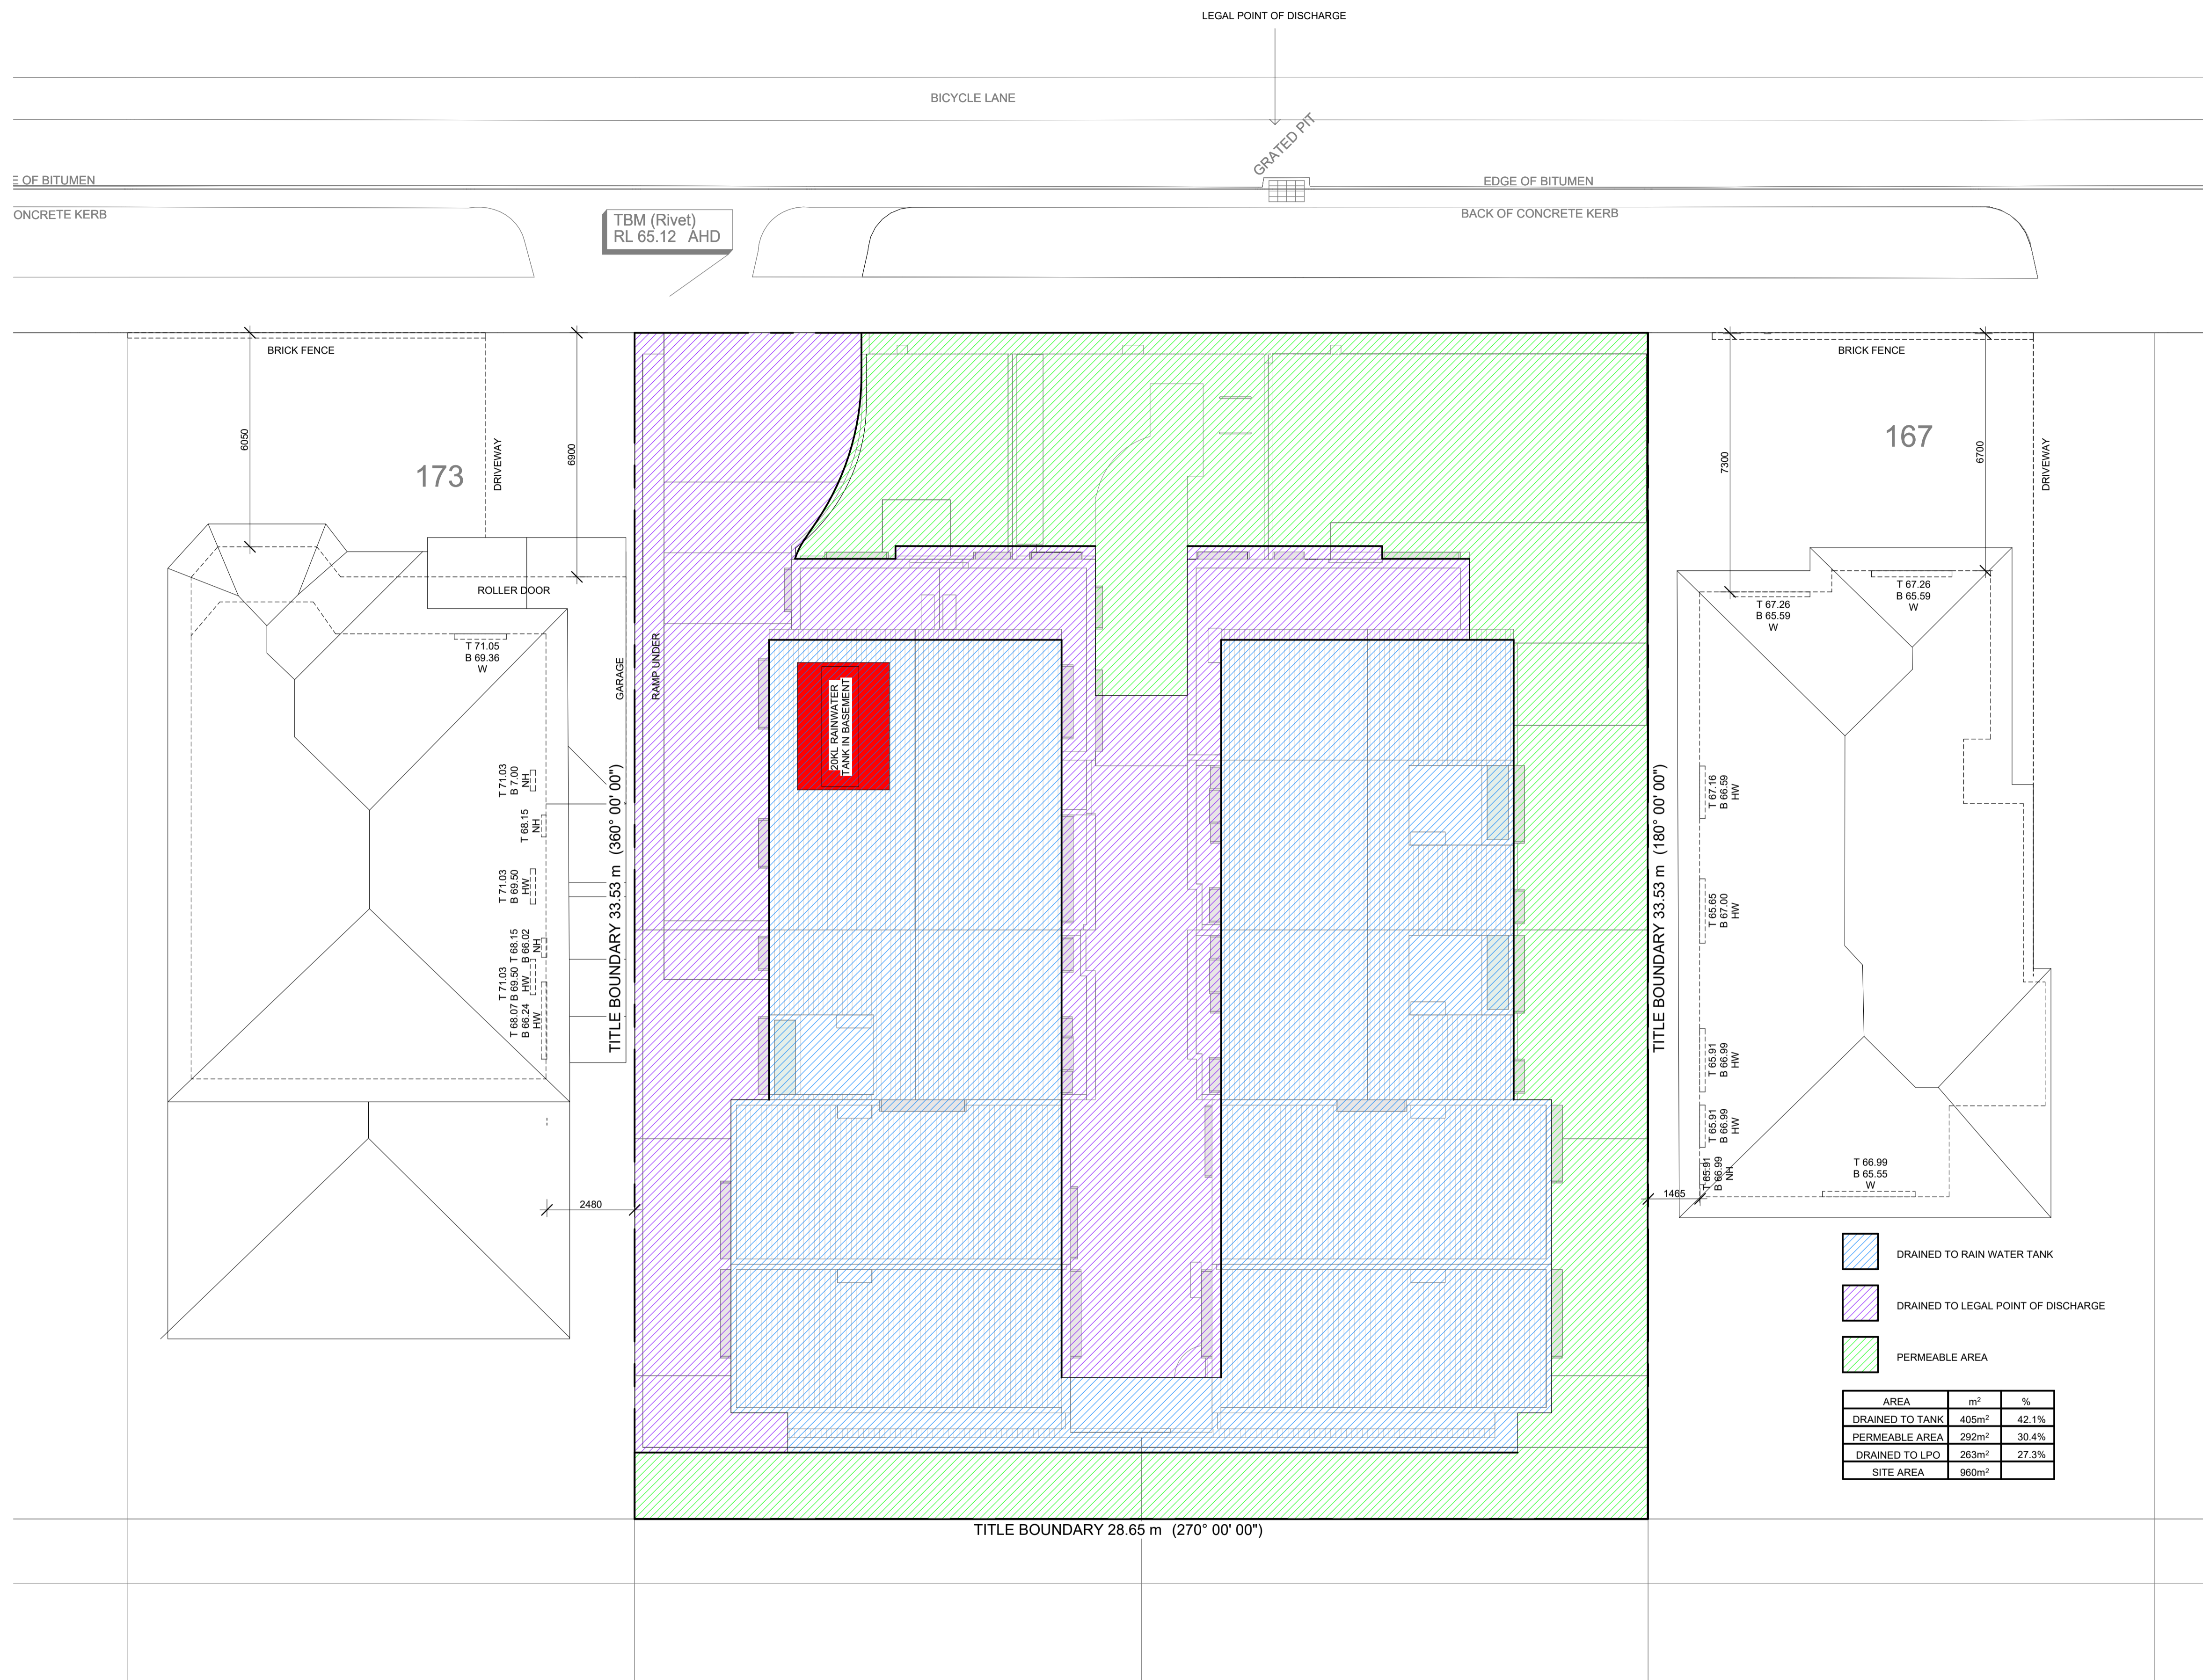 LEGAL POINT OF DISCHARGE
BICYCLE LANE
GRATED PIT
E OF BITUMEN
EDGE OF BITUMEN
ONCRETE KERB
BACK OF CONCRETE KERB
TBM (Rivet)
RL 65.12 AHD
BRICK FENCE
BRICK FENCE
6050
173
DRIVEWAY
6900
7300
167
6700
DRIVEWAY
ROLLER DOOR
T 71.05
B 69.36
W
GARAGE
RAMP UNDER
20KL RAINWATER
TANK IN BASEMENT
T 67.26
B 65.59
W
T 67.26
B 65.59
W
T 71.03
B 7.00
NH
T 68.15
NH
T 71.03
B 69.50
HW
T 68.15
B 66.02
NH
T 71.03
B 69.50
HW
T 68.07
B 66.24
HW
TITLE BOUNDARY 33.53 m (360° 00' 00")
TITLE BOUNDARY 33.53 m (180° 00' 00")
T 67.16
B 66.59
HW
T 65.65
B 67.00
HW
T 65.91
B 66.99
HW
T 65.91
B 66.99
HW
T 65.91
B 66.99
NH
T 66.99
B 65.55
W
2480
1465
DRAINED TO RAIN WATER TANK
DRAINED TO LEGAL POINT OF DISCHARGE
PERMEABLE AREA
AREA m² %
DRAINED TO TANK 405m² 42.1%
PERMEABLE AREA 292m² 30.4%
DRAINED TO LPO 263m² 27.3%
SITE AREA 960m²
TITLE BOUNDARY 28.65 m (270° 00' 00")